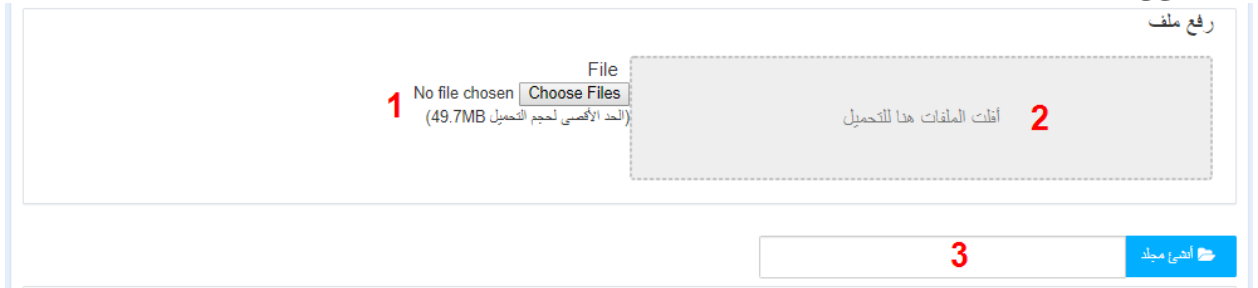 رفع ملف
File
No file chosen Choose Files
1
(الحد الأقصى لحجم التحميل 49.7MB)
أفلت الملفات هنا للتحميل 2
أنشئ مجلد 3